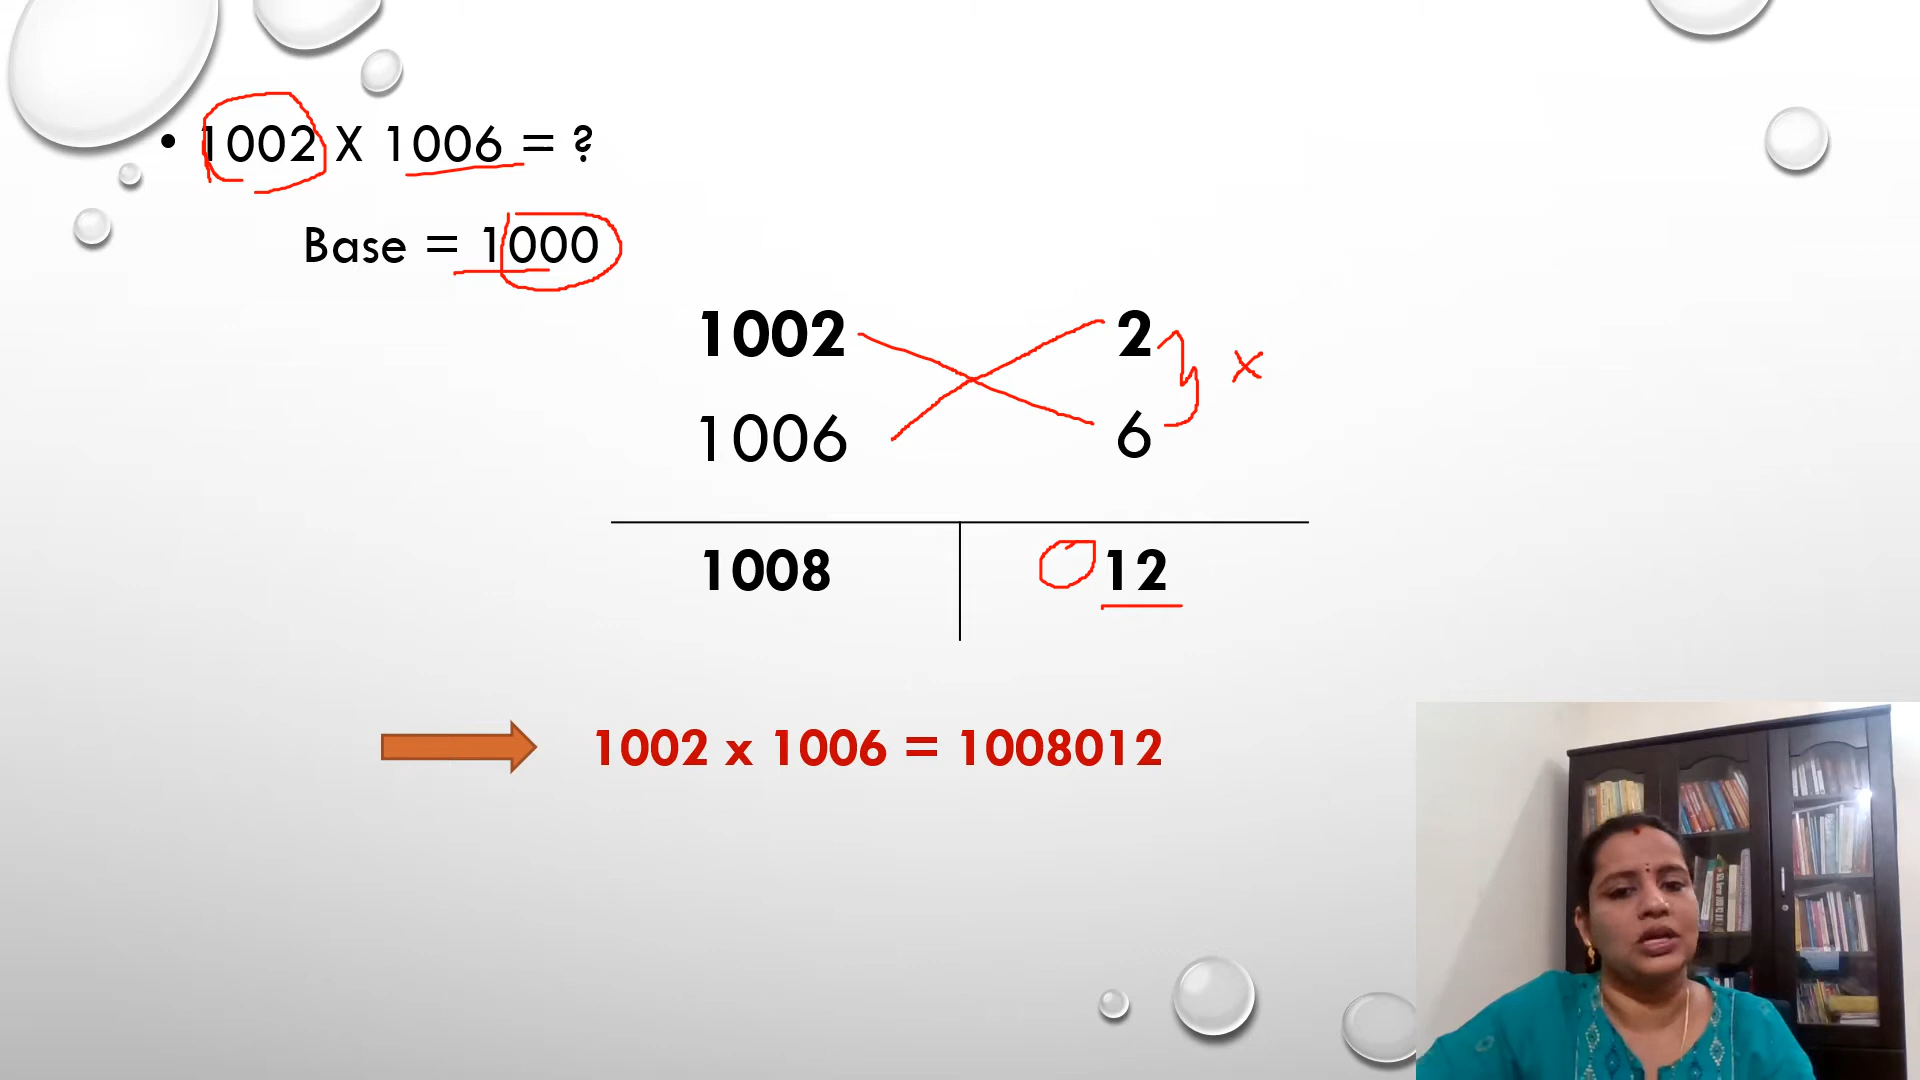 • 1002 X 1006 = ?
Base = 1000
1002 2
1006 6
x
1008 12
1002 x 1006 = 1008012